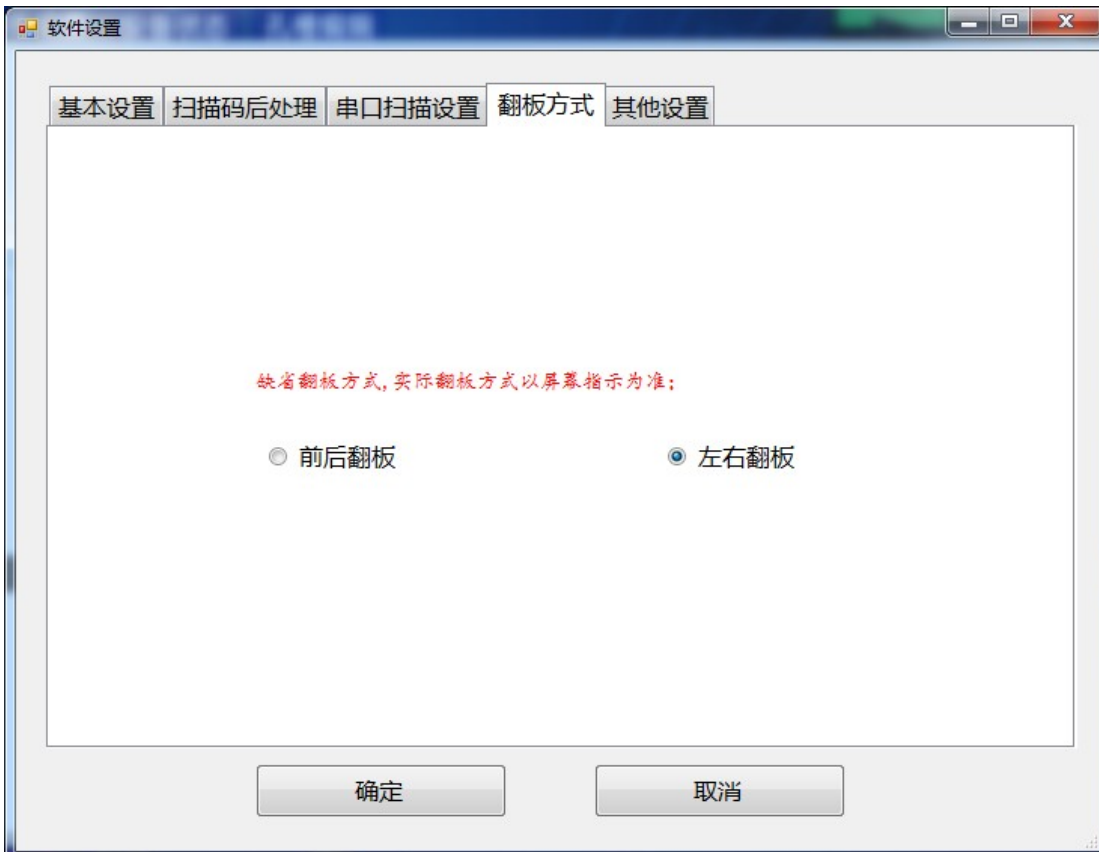 软件设置
基本设置 扫描码后处理 串口扫描设置 翻板方式 其他设置
缺省翻板方式,实际翻板方式以屏幕指示为准;
前后翻板 左右翻板
确定 取消